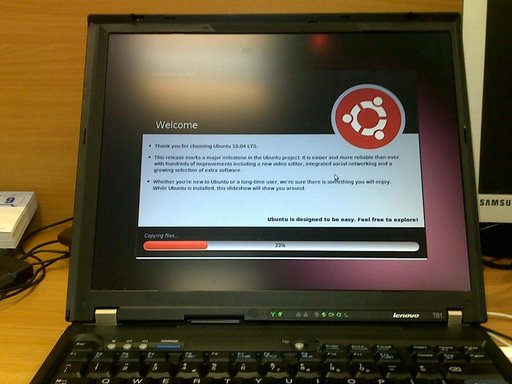 Welcome
Thank you for choosing Ubuntu 10.04 LTS.
This release marks a major milestone in the Ubuntu project. It is easier and more reliable than ever,
with hundreds of improvements including a new video editor, integrated social networking and a
growing selection of extra software.
Whether you're new to Ubuntu or a long-time user, we're sure there is something you will enjoy.
While Ubuntu is installed, this slideshow will show you around.
Ubuntu is designed to be easy. Feel free to explore!
Copying files...
23%
SAMSU
lenovo T61
Q W E R T Y U I O P